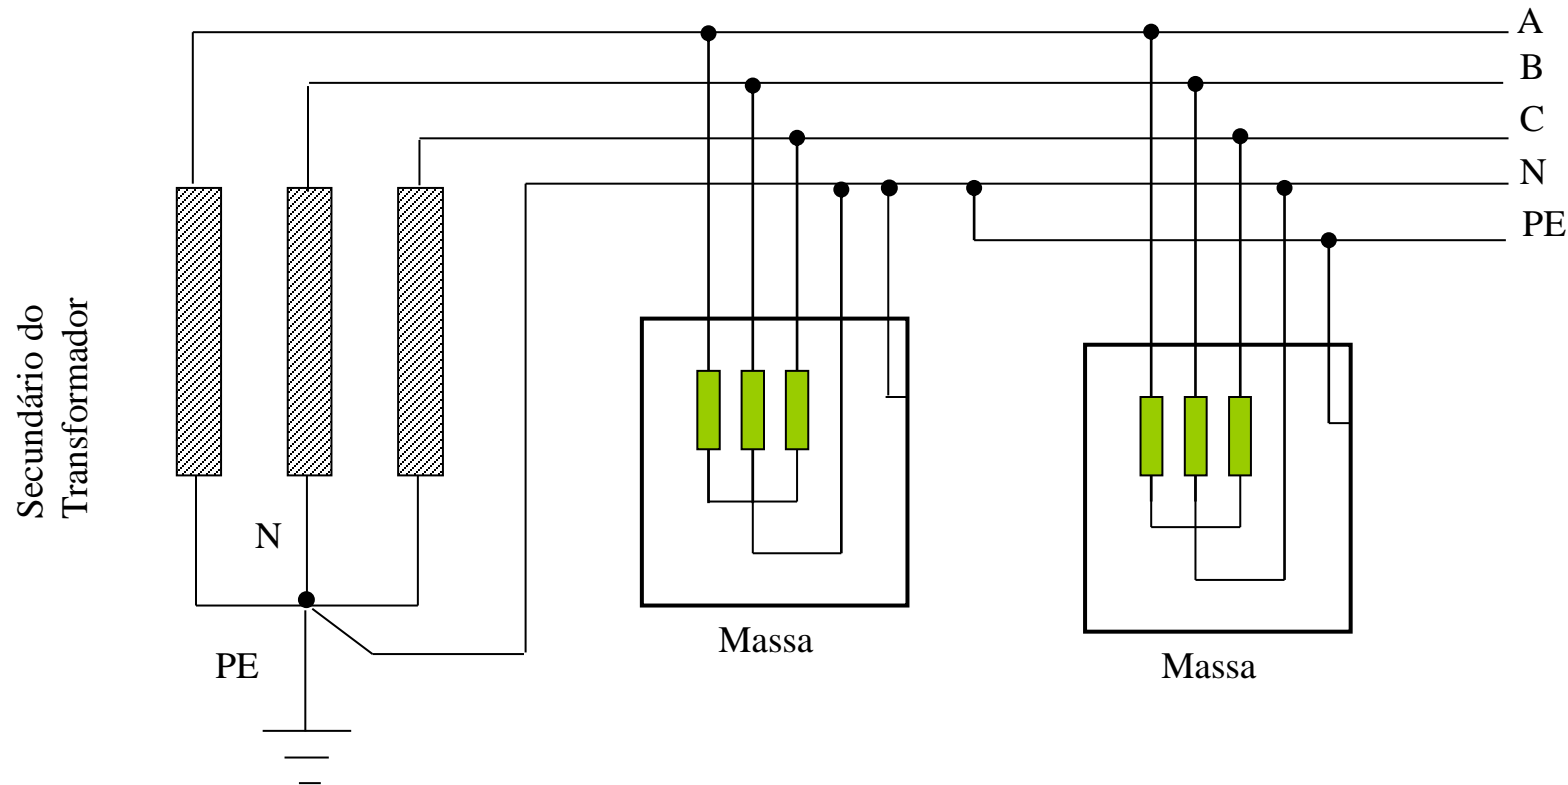 A
B
C
N
PE
Secundário do
Transformador
N
PE
Massa
Massa